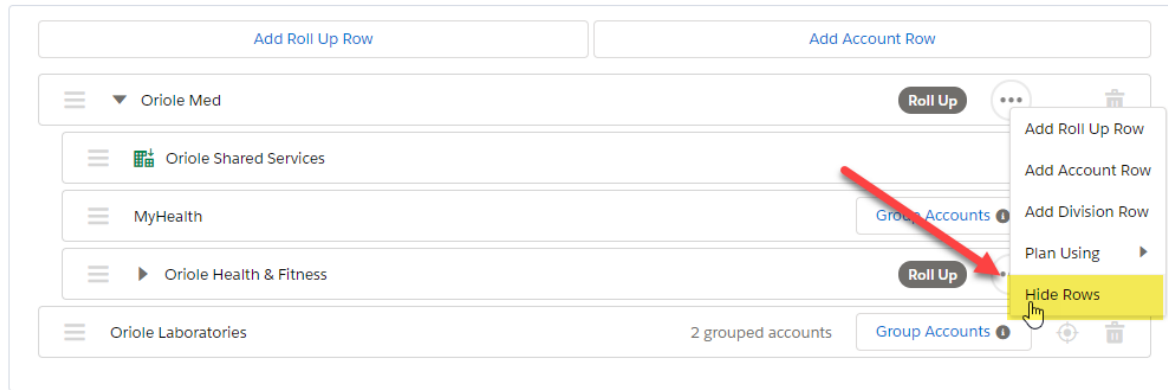 Add Roll Up Row
Add Account Row
Oriole Med
Roll Up
Add Roll Up Row
Oriole Shared Services
Add Account Row
MyHealth
Group Accounts
Add Division Row
Plan Using
Oriole Health & Fitness
Roll Up
Hide Rows
Oriole Laboratories
2 grouped accounts
Group Accounts